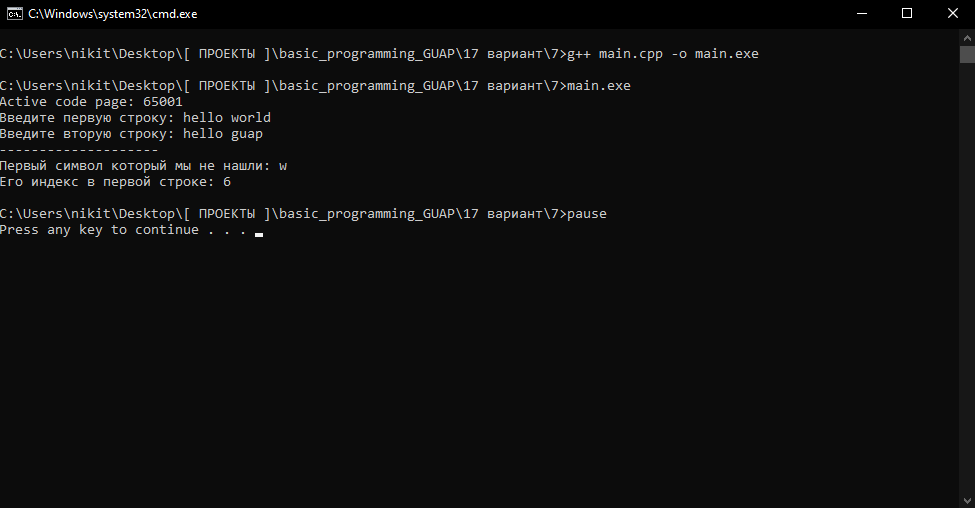 C:\Windows\system32\cmd.exe
C:\Users\nikit\Desktop\[ ПРОЕКТЫ ]\basic_programming_GUAP\17 вариант\7>g++ main.cpp -o main.exe
C:\Users\nikit\Desktop\[ ПРОЕКТЫ ]\basic_programming_GUAP\17 вариант\7>main.exe
Active code page: 65001
Введите первую строку: hello world
Введите вторую строку: hello guap
--------------------
Первый символ который мы не нашли: w
Его индекс в первой строке: 6
C:\Users\nikit\Desktop\[ ПРОЕКТЫ ]\basic_programming_GUAP\17 вариант\7>pause
Press any key to continue . . .